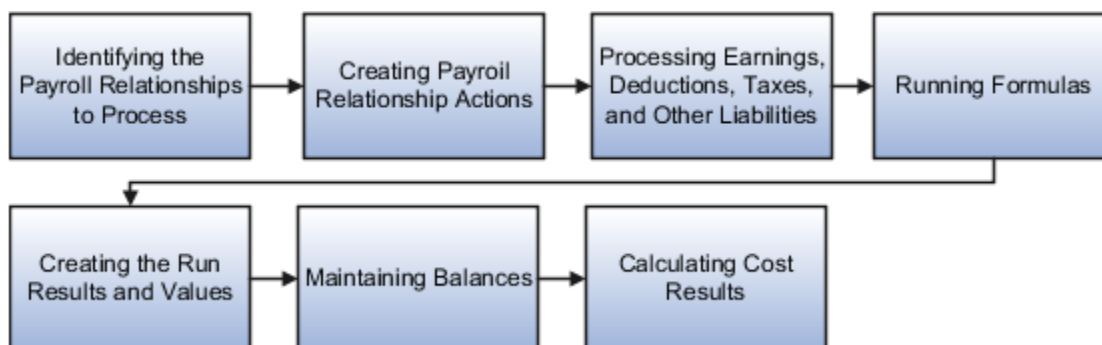 Identifying the
Payroll Relationships
to Process
Creating Payroil
Relationship Actions
Processing Earnings,
Deductions, Taxes,
and Other Liabilities
Running Formulas
Creating the Run
Results and Values
Maintaining Balances
Calculating Cost
Results